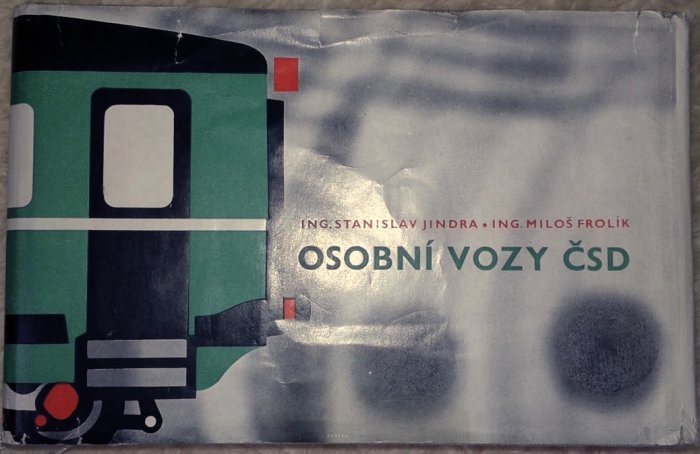 ING. STANISLAV JINDRA • ING. MILOŠ FROLÍK
OSOBNÍ VOZY ČSD